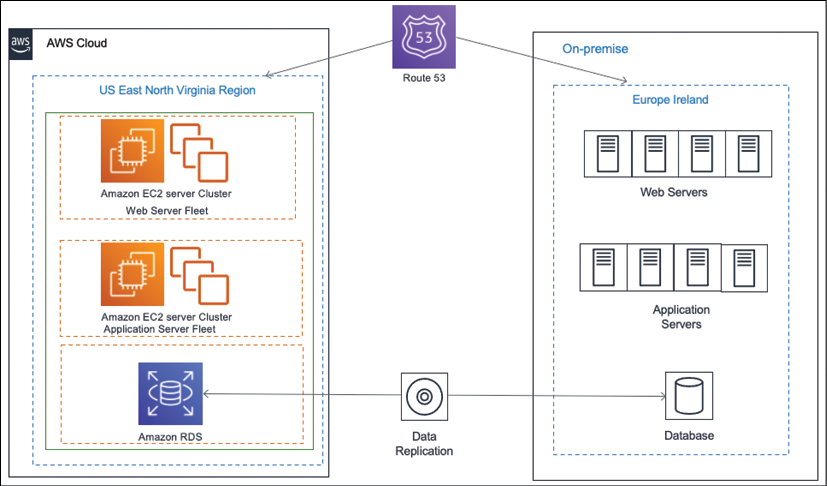 aws
AWS Cloud
53
Route 53
On-premise
US East North Virginia Region
Europe Ireland
Amazon EC2 server Cluster
Web Server Fleet
Web Servers
Amazon EC2 server Cluster
Application Server Fleet
Application
Servers
Amazon RDS
Data
Replication
Database